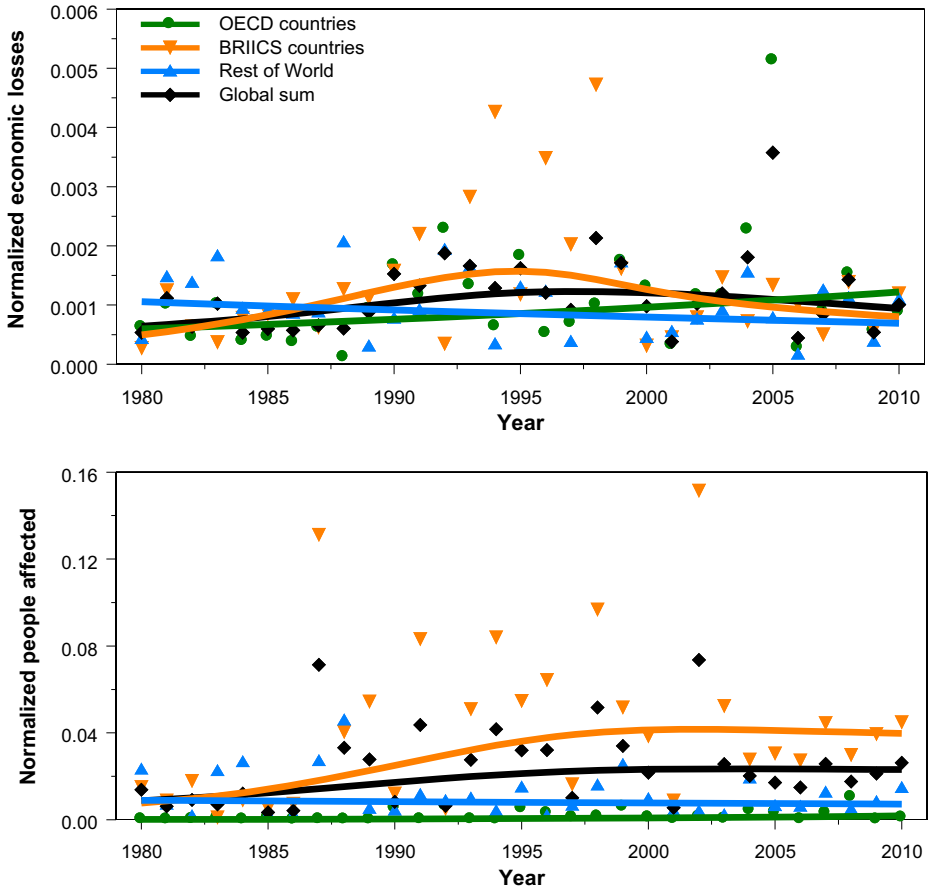 Normalized economic losses
0.006
0.005
0.004
0.003
0.002
0.001
0.000
OECD countries
BRIICS countries
Rest of World
Global sum
1980 1985 1990 1995 2000 2005 2010
Year
Normalized people affected
0.16
0.12
0.08
0.04
0.00
1980 1985 1990 1995 2000 2005 2010
Year